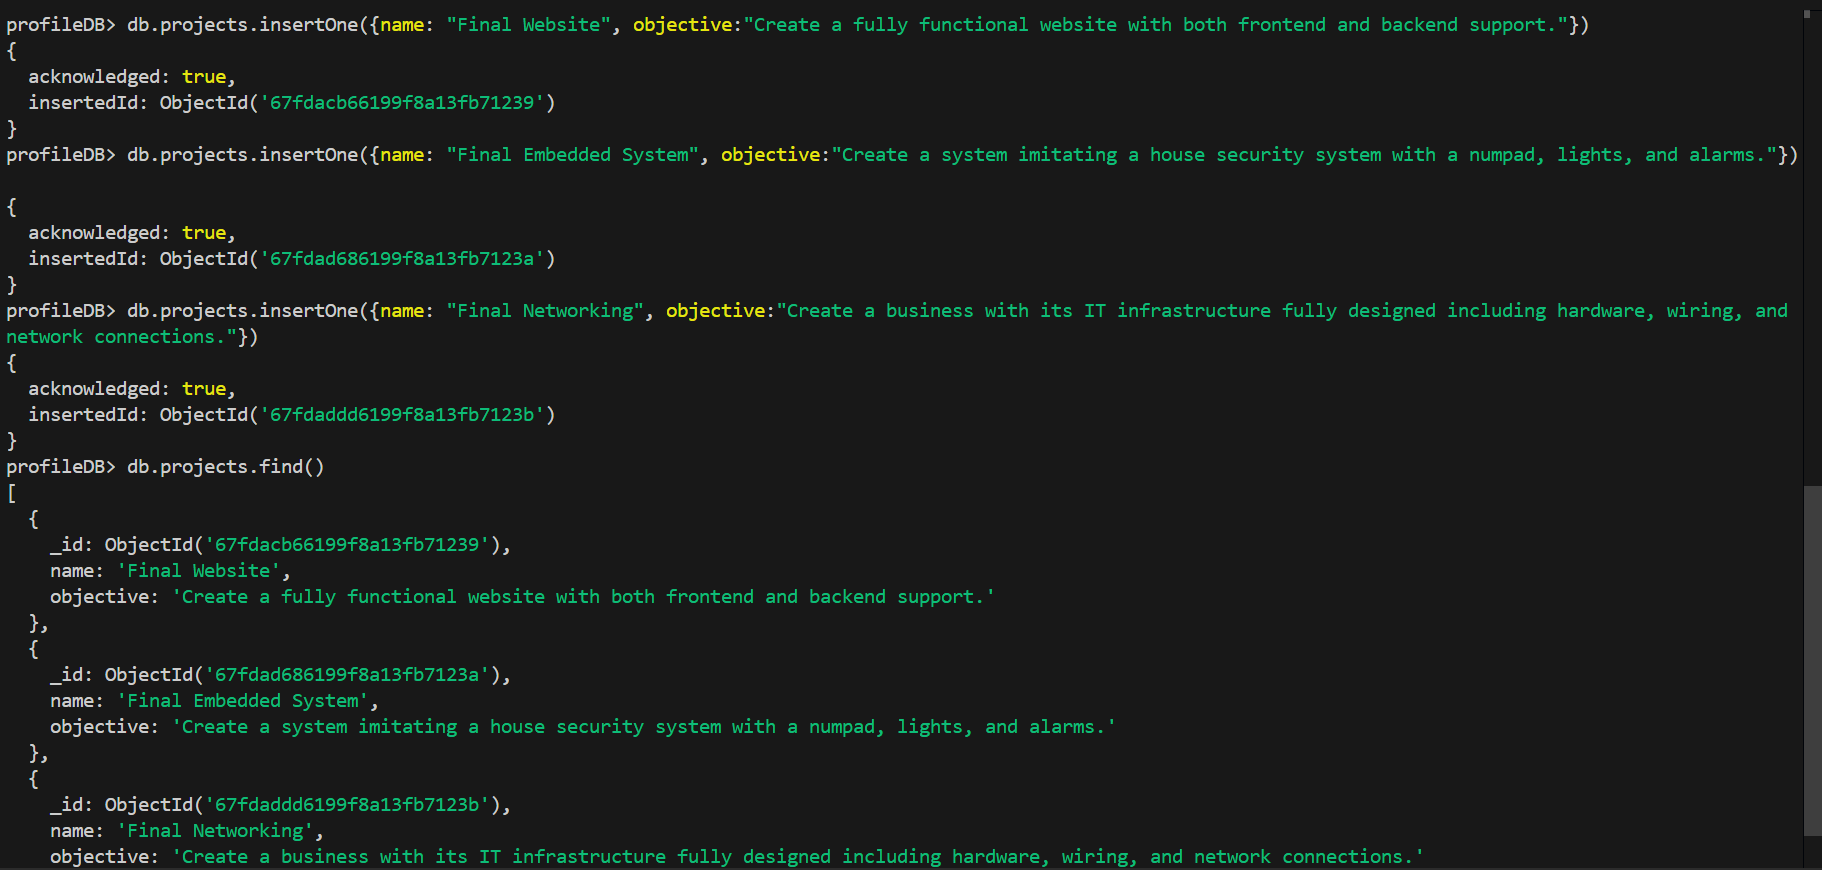 profileDB> db.projects.insertOne({name: "Final Website", objective:"Create a fully functional website with both frontend and backend support."})
{
  acknowledged: true,
  insertedId: ObjectId('67fdacb66199f8a13fb71239')
}
profileDB> db.projects.insertOne({name: "Final Embedded System", objective:"Create a system imitating a house security system with a numpad, lights, and alarms."})
{
  acknowledged: true,
  insertedId: ObjectId('67fdad686199f8a13fb7123a')
}
profileDB> db.projects.insertOne({name: "Final Networking", objective:"Create a business with its IT infrastructure fully designed including hardware, wiring, and
network connections."})
{
  acknowledged: true,
  insertedId: ObjectId('67fdaddd6199f8a13fb7123b')
}
profileDB> db.projects.find()
[
  {
    _id: ObjectId('67fdacb66199f8a13fb71239'),
    name: 'Final Website',
    objective: 'Create a fully functional website with both frontend and backend support.'
  },
  {
    _id: ObjectId('67fdad686199f8a13fb7123a'),
    name: 'Final Embedded System',
    objective: 'Create a system imitating a house security system with a numpad, lights, and alarms.'
  },
  {
    _id: ObjectId('67fdaddd6199f8a13fb7123b'),
    name: 'Final Networking',
    objective: 'Create a business with its IT infrastructure fully designed including hardware, wiring, and network connections.'